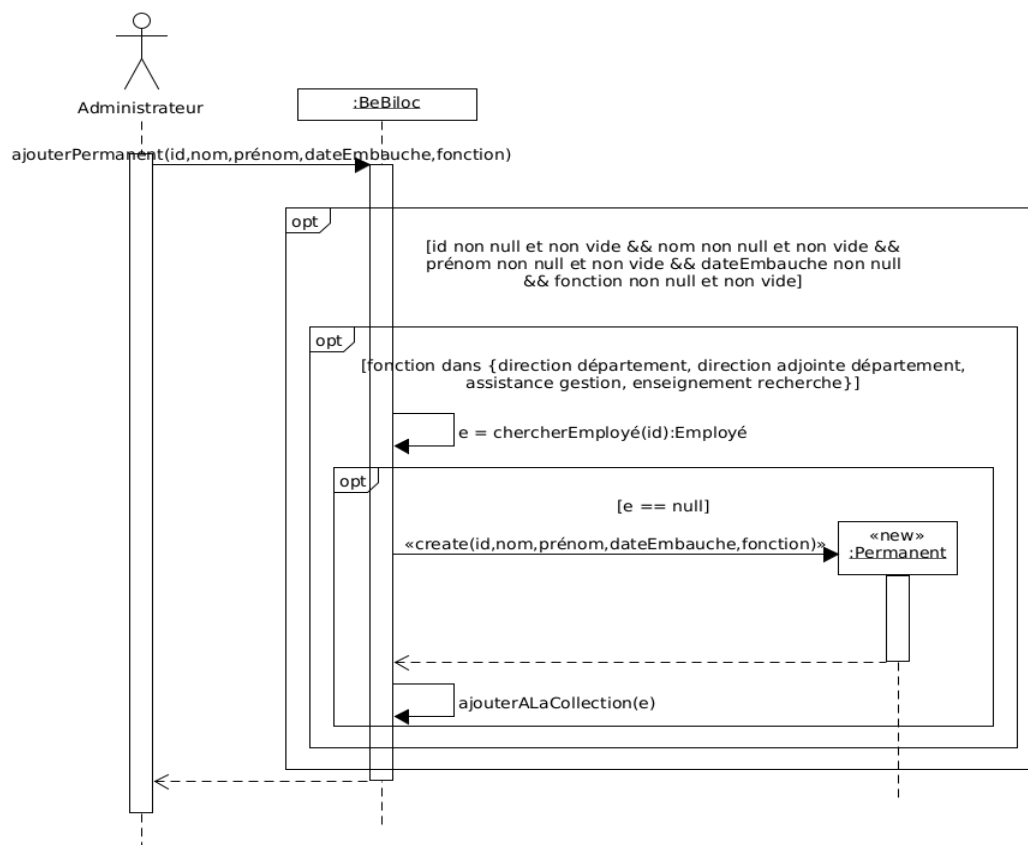 Administrateur
:BeBiloc
ajouterPermanent(id,nom,prénom,dateEmbauche,fonction)
opt
[id non null et non vide && nom non null et non vide &&
prénom non null et non vide && dateEmbauche non null
&& fonction non null et non vide]
opt
[fonction dans {direction département, direction adjointe département,
assistance gestion, enseignement recherche}]
e = chercherEmployé(id):Employé
opt
[e == null]
«create(id,nom,prénom,dateEmbauche,fonction)»
«new»
:Permanent
ajouterALaCollection(e)